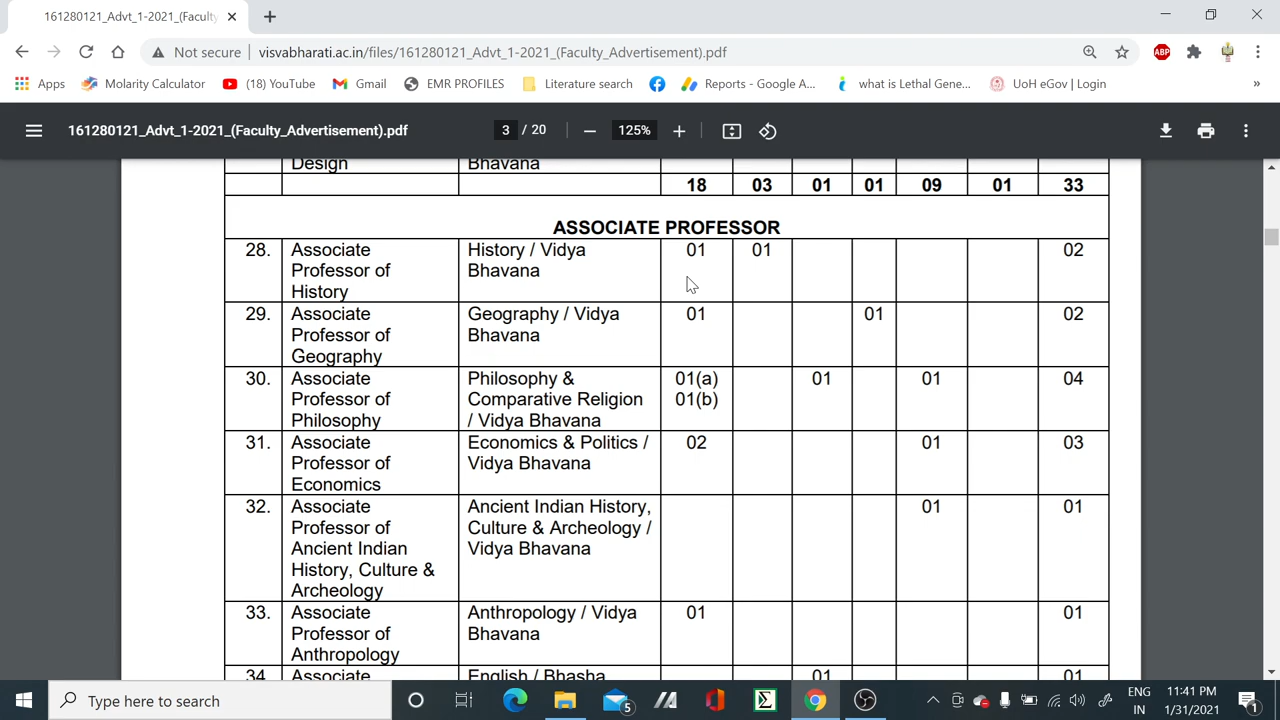 161280121_Advt_1-2021_(Faculty
Not secure
visvabharati.ac.in/files/161280121_Advt_1-2021_(Faculty_Advertisement).pdf
ABP
Apps
Molarity Calculator
(18) YouTube
Gmail
EMR PROFILES
Literature search
Reports - Google A...
what is Lethal Gene...
UoH eGov | Login
»
161280121_Advt_1-2021_(Faculty_Advertisement).pdf
3 / 20
125%
Design Bhavana
18 03 01 01 09 01 33
ASSOCIATE PROFESSOR
28. Associate History / Vidya 01 01 02
Professor of Bhavana
History
29. Associate Geography / Vidya 01 01 02
Professor of Bhavana
Geography
30. Associate Philosophy & 01(a) 01 01 04
Professor of Comparative Religion 01(b)
Philosophy / Vidya Bhavana
31. Associate Economics & Politics / 02 01 03
Professor of Vidya Bhavana
Economics
32. Associate Ancient Indian History, 01 01
Professor of Culture & Archeology /
Ancient Indian Vidya Bhavana
History, Culture &
Archeology
33. Associate Anthropology / Vidya 01 01
Professor of Bhavana
Anthropology
34. Associate English / Bhasha 01 01
Type here to search
5
ENG
IN
11:41 PM
1/31/2021
1